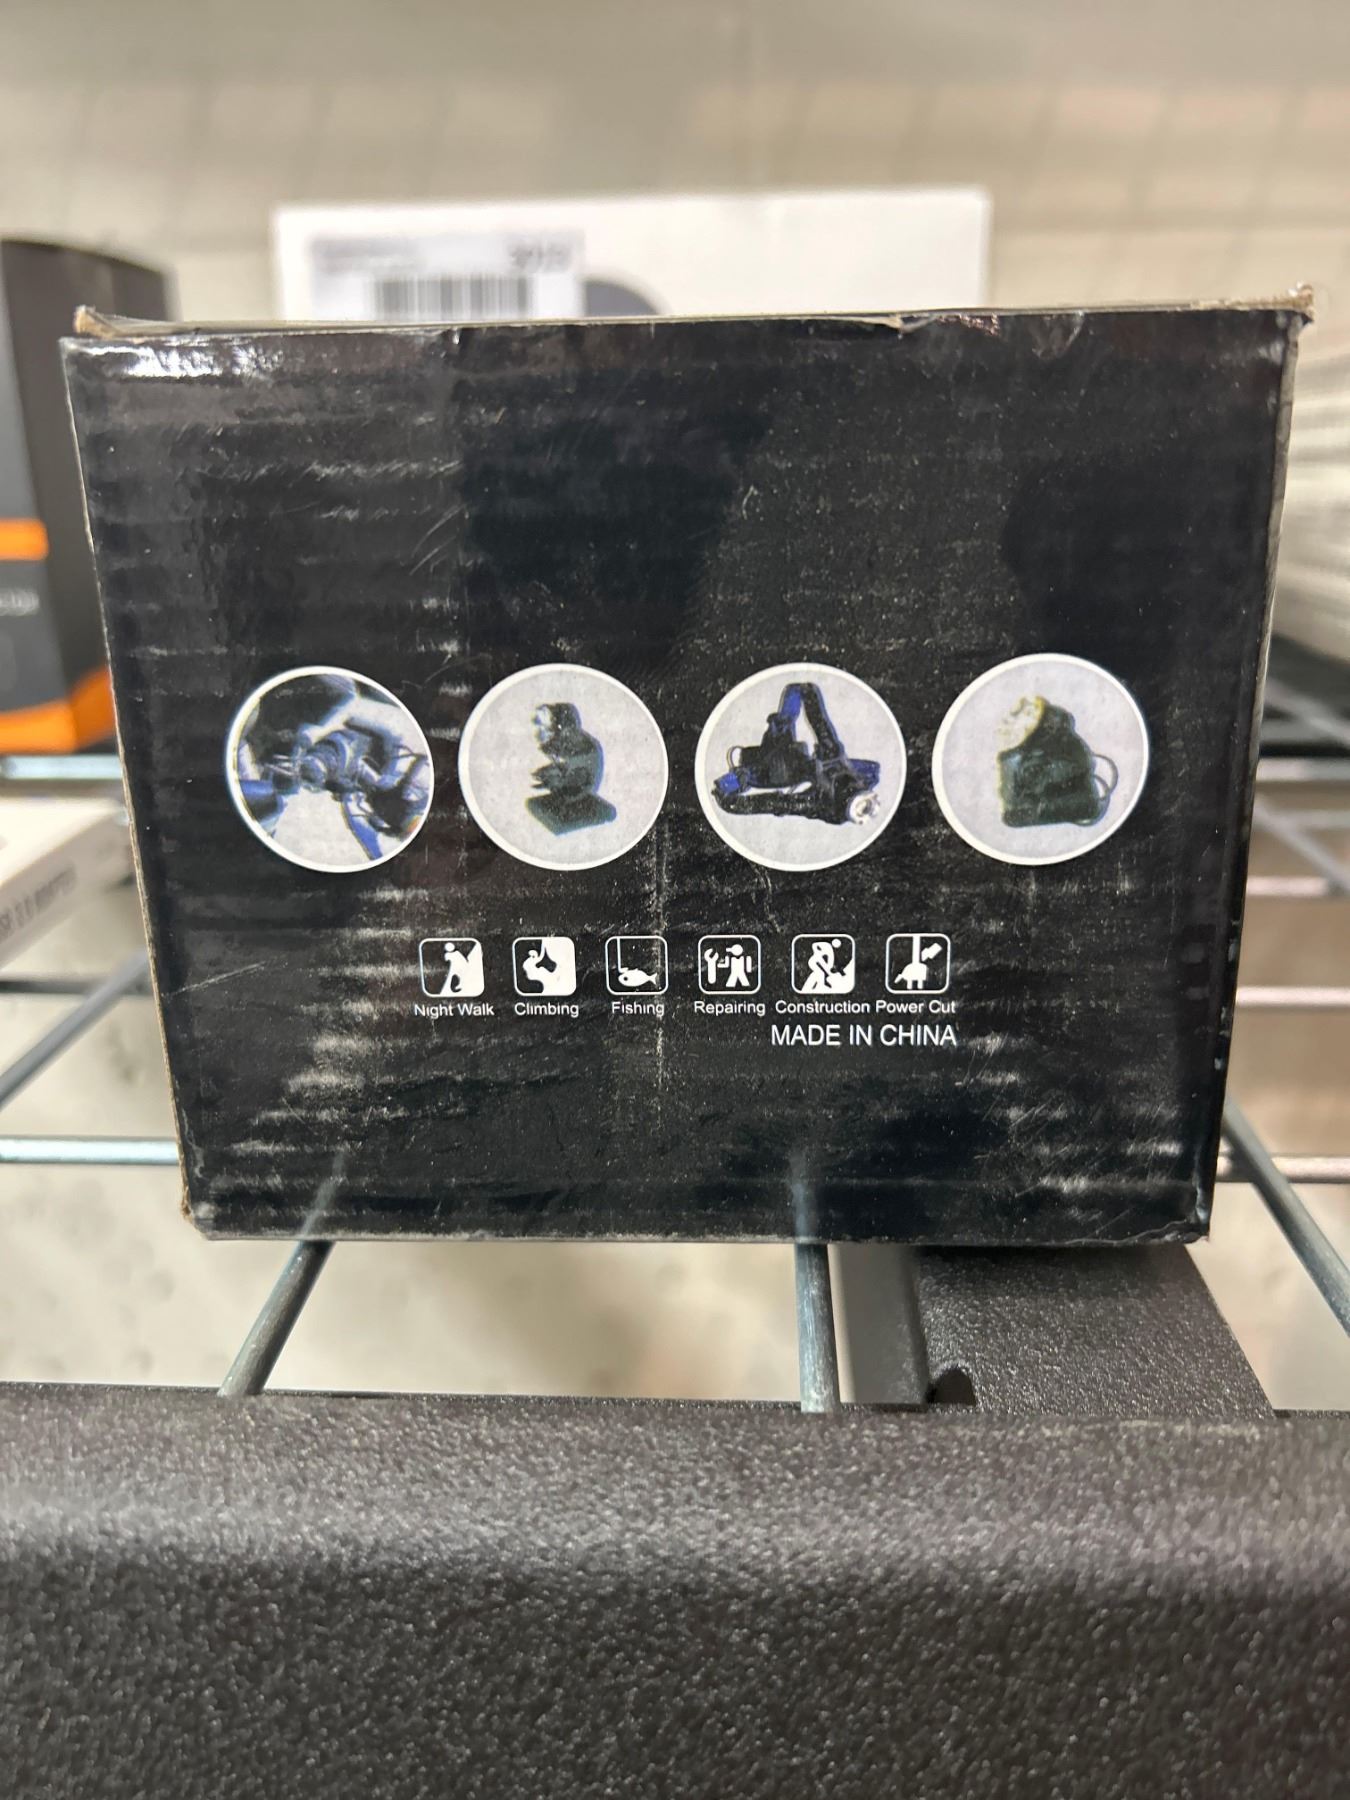 Night Walk Climbing Fishing Repairing Construction Power Cut
MADE IN CHINA